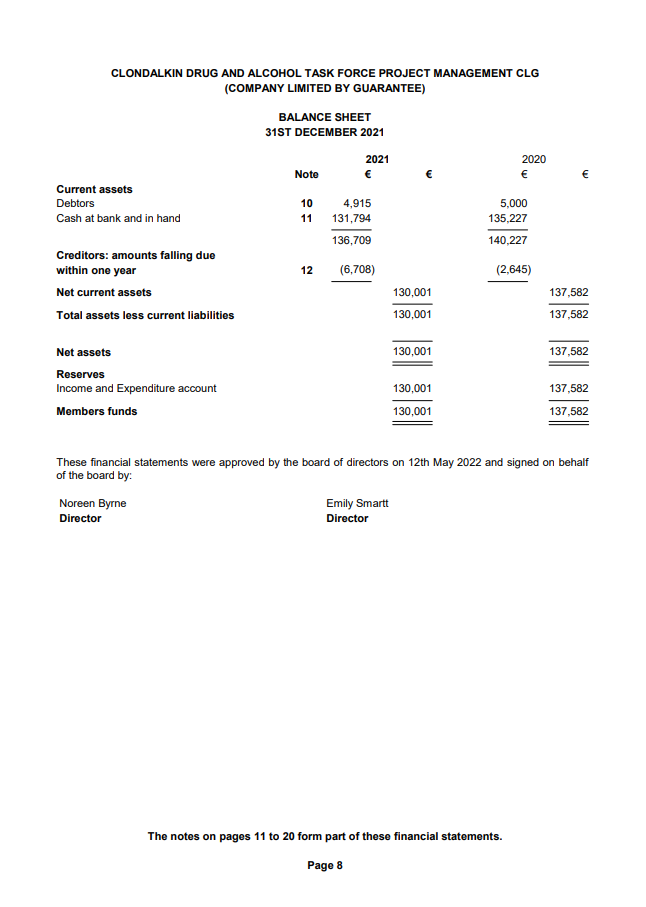 CLONDALKIN DRUG AND ALCOHOL TASK FORCE PROJECT MANAGEMENT CLG
(COMPANY LIMITED BY GUARANTEE)
BALANCE SHEET
31ST DECEMBER 2021
2021 2020
Note € € € €
Current assets
Debtors 10 4,915 5,000
Cash at bank and in hand 11 131,794 135,227
136,709 140,227
Creditors: amounts falling due
within one year 12 (6,708) (2,645)
Net current assets 130,001 137,582
Total assets less current liabilities 130,001 137,582
Net assets 130,001 137,582
Reserves
Income and Expenditure account 130,001 137,582
Members funds 130,001 137,582
These financial statements were approved by the board of directors on 12th May 2022 and signed on behalf
of the board by:
Noreen Byrne Emily Smartt
Director Director
The notes on pages 11 to 20 form part of these financial statements.
Page 8